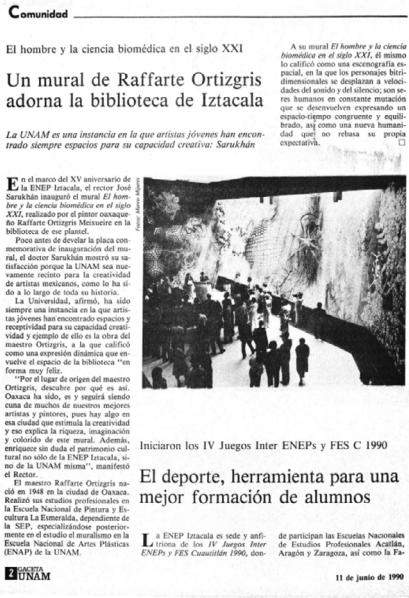 Comunidad
El hombre y la ciencia biomédica en el siglo XXI
Un mural de Raffarte Ortizgris
adorna la biblioteca de Iztacala
La UNAM es una instancia en la que artistas jóvenes han encon-
trado siempre espacios para su capacidad creativa: Sarukhán
En el marco del XV aniversario de
la ENEP Iztacala, el rector José
Sarukhán inauguró el mural El hom-
bre y la ciencia biomédica en el siglo
XXI, realizado por el pintor oaxaque-
ño Raffarte Ortizgris Meixueire en la
biblioteca de ese plantel.
Poco antes de develar la placa con-
memorativa de inauguración del mu-
ral, el doctor Sarukhán mostró su sa-
tisfacción porque la UNAM sea nue-
vamente recinto para la creatividad
de artistas mexicanos, como lo ha si-
do a lo largo de toda su historia.
La Universidad, afirmó, ha sido
siempre una instancia en la que artis-
tas jóvenes han encontrado espacios y
receptividad para su capacidad creati-
va y ejemplo de ello es la obra del
maestro Ortizgris, a la que calificó
como una expresión dinámica que en-
vuelve el espacio de la biblioteca "en
forma muy feliz.
"Por el lugar de origen del maestro
Ortizgris, descubre por qué es así.
Oaxaca ha sido, es y seguirá siendo
cuna de muchos de nuestros mejores
artistas y pintores, pues hay algo en
esa ciudad que estimula la creatividad
y eso explica la riqueza, imaginación
y colorido de este mural. Además,
enriquece sin duda el patrimonio cul-
tural no sólo de la ENEP Iztacala, si-
no de la UNAM misma", manifestó
el Rector.
El maestro Raffarte Ortizgris na-
ció en 1948 en la ciudad de Oaxaca.
Realizó sus estudios profesionales en
la Escuela Nacional de Pintura y Es-
cultura La Esmeralda, dependiente de
la SEP, especializándose posterior-
mente en el estudio el muralismo en la
Escuela Nacional de Artes Plásticas
(ENAP) de la UNAM.
A su mural El hombre y la ciencia
biomédica en el siglo XXI, él mismo
lo calificó como una escenografía es-
pacial, en la que los personajes bitri-
dimensionales se desplazan a veloci-
dades del sonido y del silencio; son se-
res humanos en constante mutación
que se desenvuelven expresando un
espacio-tiempo congruente y equili-
brado, así como una nueva humani-
dad que no rebasa su propia
expectativa.
Iniciaron los IV Juegos Inter ENEPs y FES C 1990
El deporte, herramienta para una
mejor formación de alumnos
La ENEP Iztacala es sede y anfi-
triona de los IV Juegos Inter
ENEPs y FES Cuautitlán 1990, don-
de participan las Escuelas Nacionales
de Estudios Profesionales Acatlán,
Aragón y Zaragoza, así como la Fa-
2 GACETA
UNAM
11 de junio de 1990